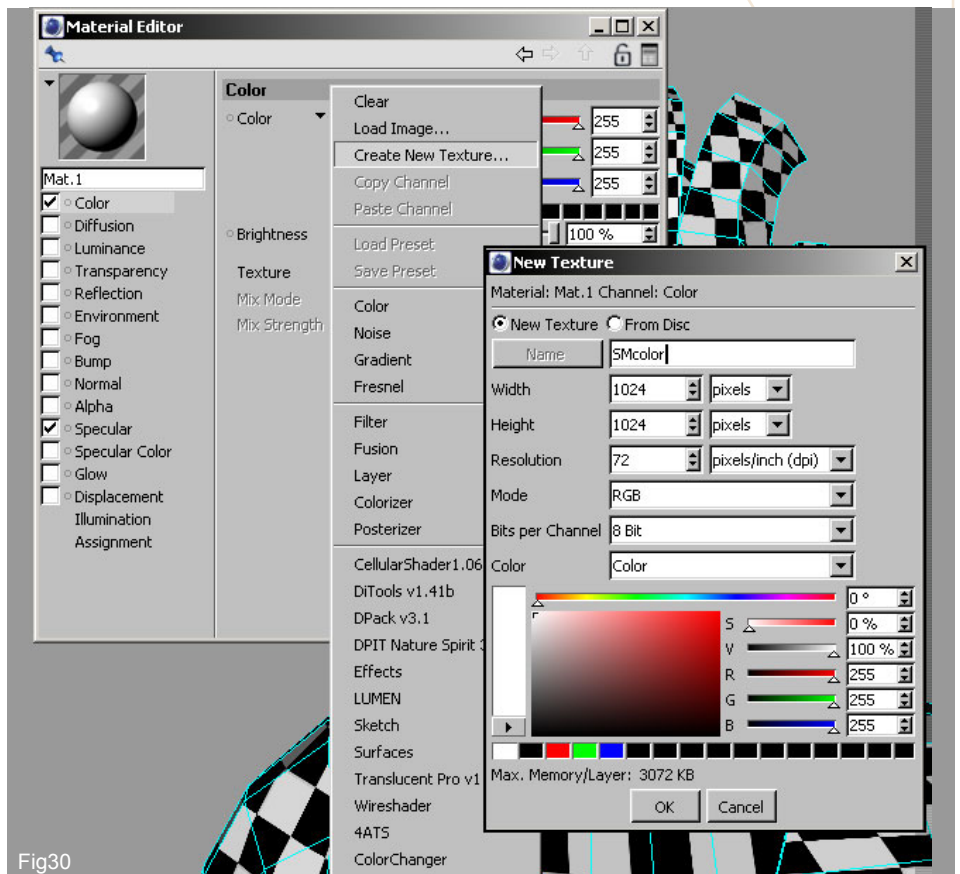 Material Editor
Mat.1
Color
Diffusion
Luminance
Transparency
Reflection
Environment
Fog
Bump
Normal
Alpha
Specular
Specular Color
Glow
Displacement
Illumination
Assignment
Color
Color
255
255
255
Brightness
100 %
Texture
Mix Mode
Mix Strength
Clear
Load Image...
Create New Texture...
Copy Channel
Paste Channel
Load Preset
Save Preset
Color
Noise
Gradient
Fresnel
Filter
Fusion
Layer
Colorizer
Posterizer
CellularShader1.06
DiTools v1.41b
DPack v3.1
DPIT Nature Spirit
Effects
LUMEN
Sketch
Surfaces
Translucent Pro v1
Wireshader
4ATS
ColorChanger
New Texture
Material: Mat.1 Channel: Color
New Texture From Disc
Name SMcolor
Width 1024 pixels
Height 1024 pixels
Resolution 72 pixels/inch (dpi)
Mode RGB
Bits per Channel 8 Bit
Color Color
0 °
S 0 %
V 100 %
R 255
G 255
B 255
Max. Memory/Layer: 3072 KB
OK Cancel
Fig30